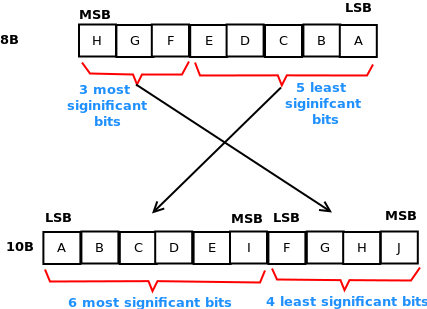 MSB LSB
8B H G F E D C B A
3 most
siginificant
bits
5 least
siginifcant
bits
LSB MSB LSB MSB
10B A B C D E I F G H J
6 most significant bits 4 least significant bits